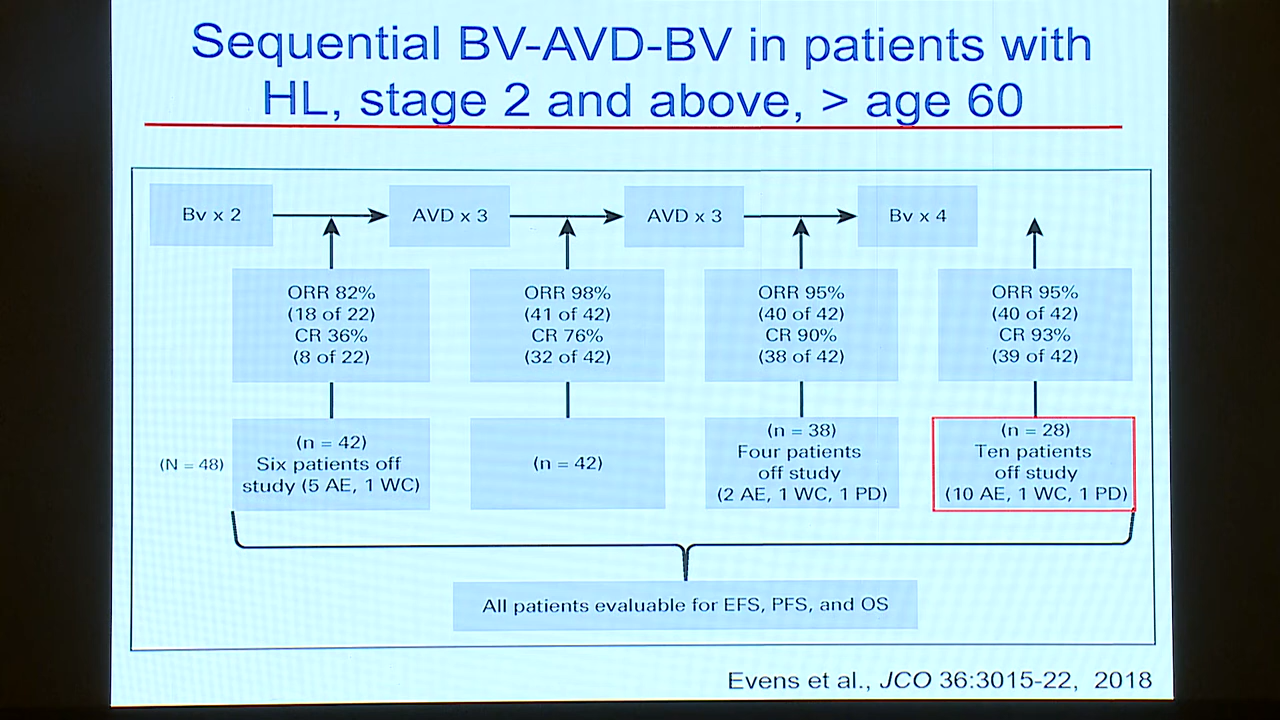 Sequential BV-AVD-BV in patients with
HL, stage 2 and above, > age 60
Bv x 2
AVD x 3
AVD x 3
Bv x 4
ORR 82%
(18 of 22)
CR 36%
(8 of 22)
ORR 98%
(41 of 42)
CR 76%
(32 of 42)
ORR 95%
(40 of 42)
CR 90%
(38 of 42)
ORR 95%
(40 of 42)
CR 93%
(39 of 42)
(N = 48)
(n = 42)
Six patients off
study (5 AE, 1 WC)
(n = 42)
(n = 38)
Four patients
off study
(2 AE, 1 WC, 1 PD)
(n = 28)
Ten patients
off study
(10 AE, 1 WC, 1 PD)
All patients evaluable for EFS, PFS, and OS
Evens et al., JCO 36:3015-22, 2018